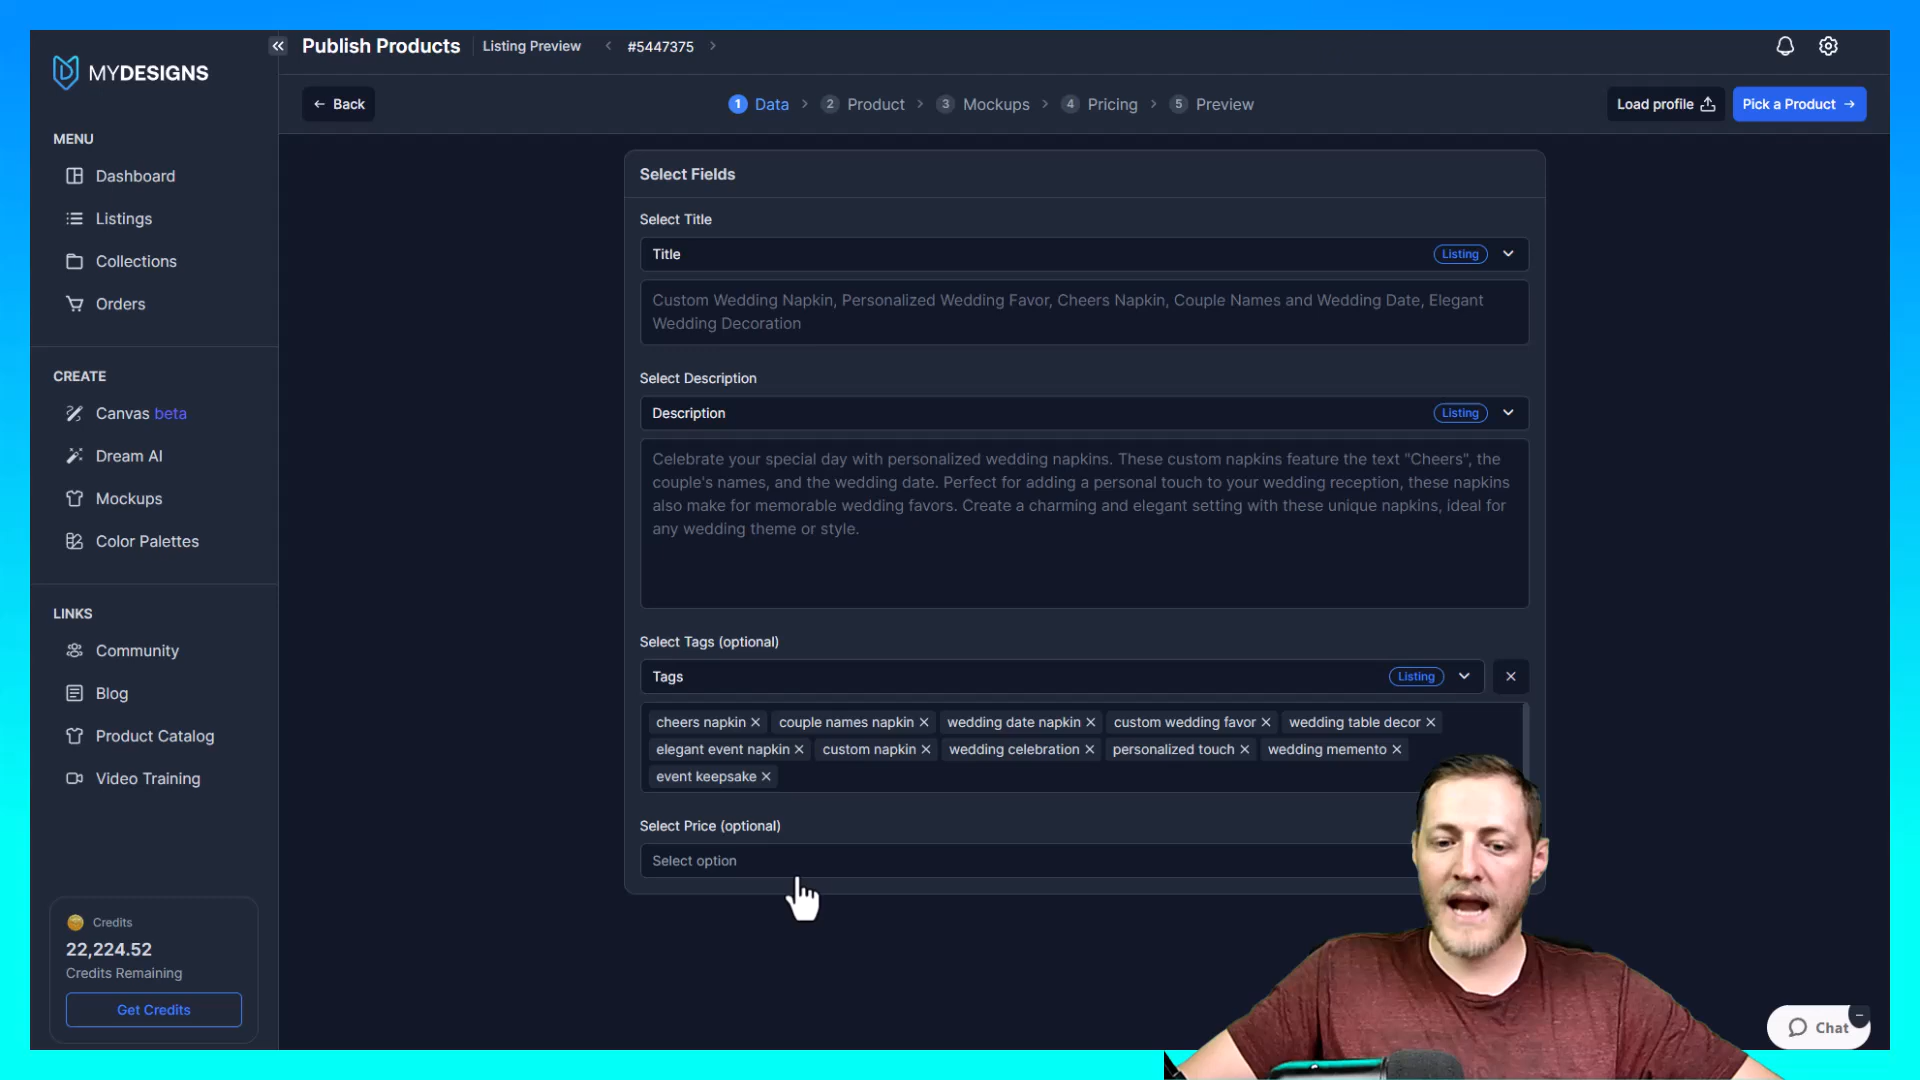 Publish Products
Listing Preview
#5447375
MYDESIGNS
Back
1 Data
2 Product
3 Mockups
4 Pricing
5 Preview
Load profile
Pick a Product
MENU
Dashboard
Listings
Collections
Orders
CREATE
Canvas beta
Dream AI
Mockups
Color Palettes
LINKS
Community
Blog
Product Catalog
Video Training
Credits
22,224.52
Credits Remaining
Get Credits
Select Fields
Select Title
Title
Listing
Custom Wedding Napkin, Personalized Wedding Favor, Cheers Napkin, Couple Names and Wedding Date, Elegant
Wedding Decoration
Select Description
Description
Listing
Celebrate your special day with personalized wedding napkins. These custom napkins feature the text "Cheers", the
couple's names, and the wedding date. Perfect for adding a personal touch to your wedding reception, these napkins
also make for memorable wedding favors. Create a charming and elegant setting with these unique napkins, ideal for
any wedding theme or style.
Select Tags (optional)
Tags
Listing
cheers napkin couple names napkin wedding date napkin custom wedding favor wedding table decor
elegant event napkin custom napkin wedding celebration personalized touch wedding memento
event keepsake
Select Price (optional)
Select option
Chat